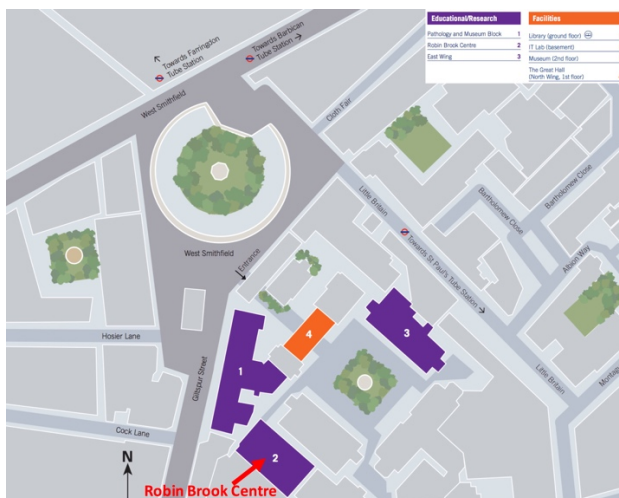 Educational/Research
Pathology and Museum Block 1
Robin Brook Centre 2
East Wing 3
Facilities
Library (ground floor)
IT Lab (basement)
Museum (2nd floor)
The Great Hall
(North Wing, 1st floor)
Towards Farringdon
Tube Station
Towards Barbican
Tube Station
West Smithfield
Cloth Fair
Little Britain
Bartholomew Close
Bartholomew Close
Albion Way
Towards St Paul's Tube Station
West Smithfield
Entrance
Hosier Lane
Giltspur Street
Cock Lane
Little Britain
1
2
3
4
N
Robin Brook Centre